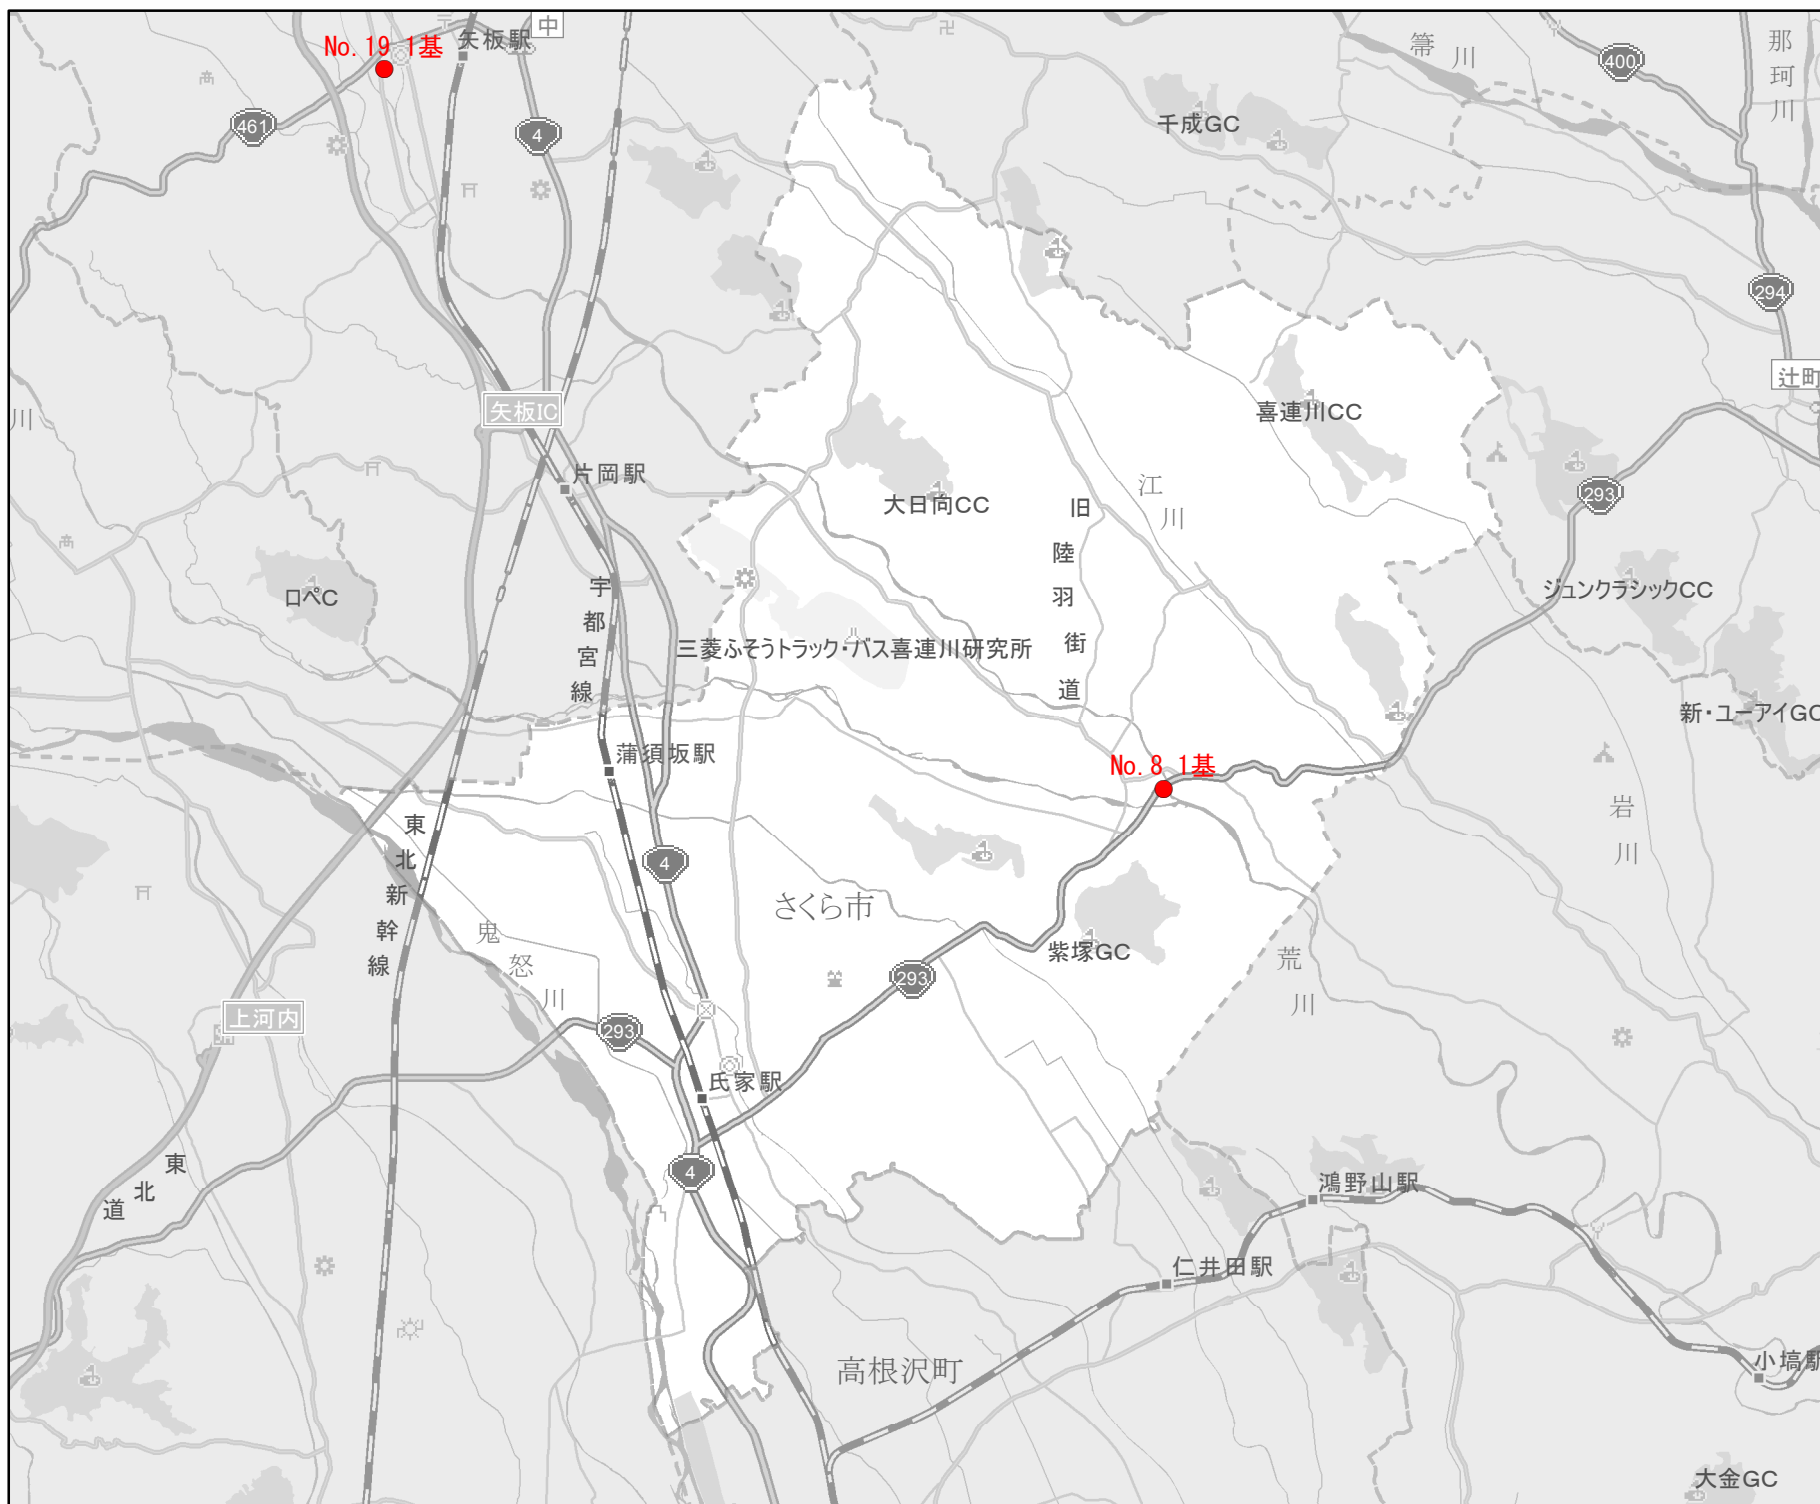 中
No.19 1基
矢板駅
461
4
箒川
400
那珂川
千成GC
294
辻町
矢板IC
川
喜連川CC
片岡駅
大日向CC
江川
293
旧陸羽街道
ロペC
宇都宮線
ジュンクラシックCC
三菱ふそうトラック・バス喜連川研究所
新・ユーアイGC
蒲須坂駅
No.8 1基
岩川
東北新幹線
4
さくら市
鬼怒川
紫塚GC
荒川
293
上河内
293
氏家駅
4
東北道
鴻野山駅
仁井田駅
高根沢町
小塙駅
大金GC